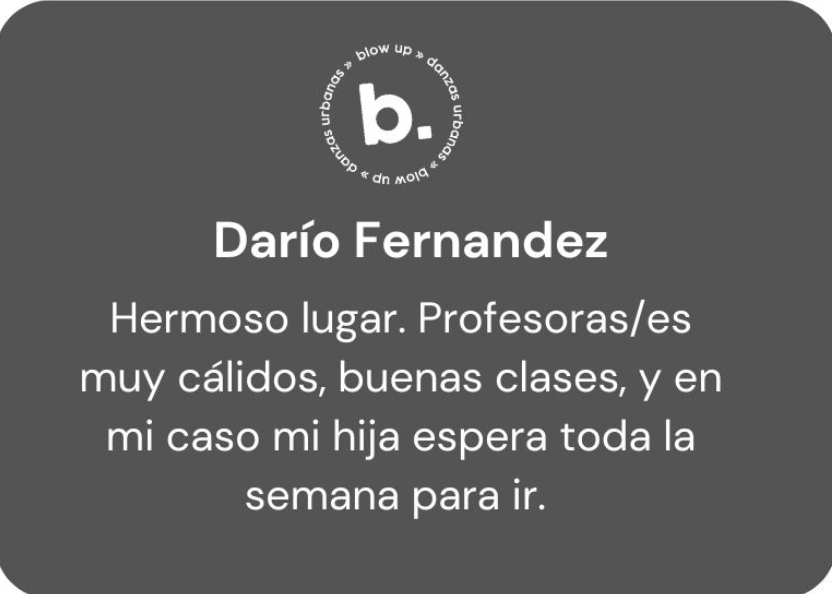 blow up » danzas urbanas » blow up » danzas urbanas »
b.
Darío Fernandez
Hermoso lugar. Profesoras/es
muy cálidos, buenas clases, y en
mi caso mi hija espera toda la
semana para ir.